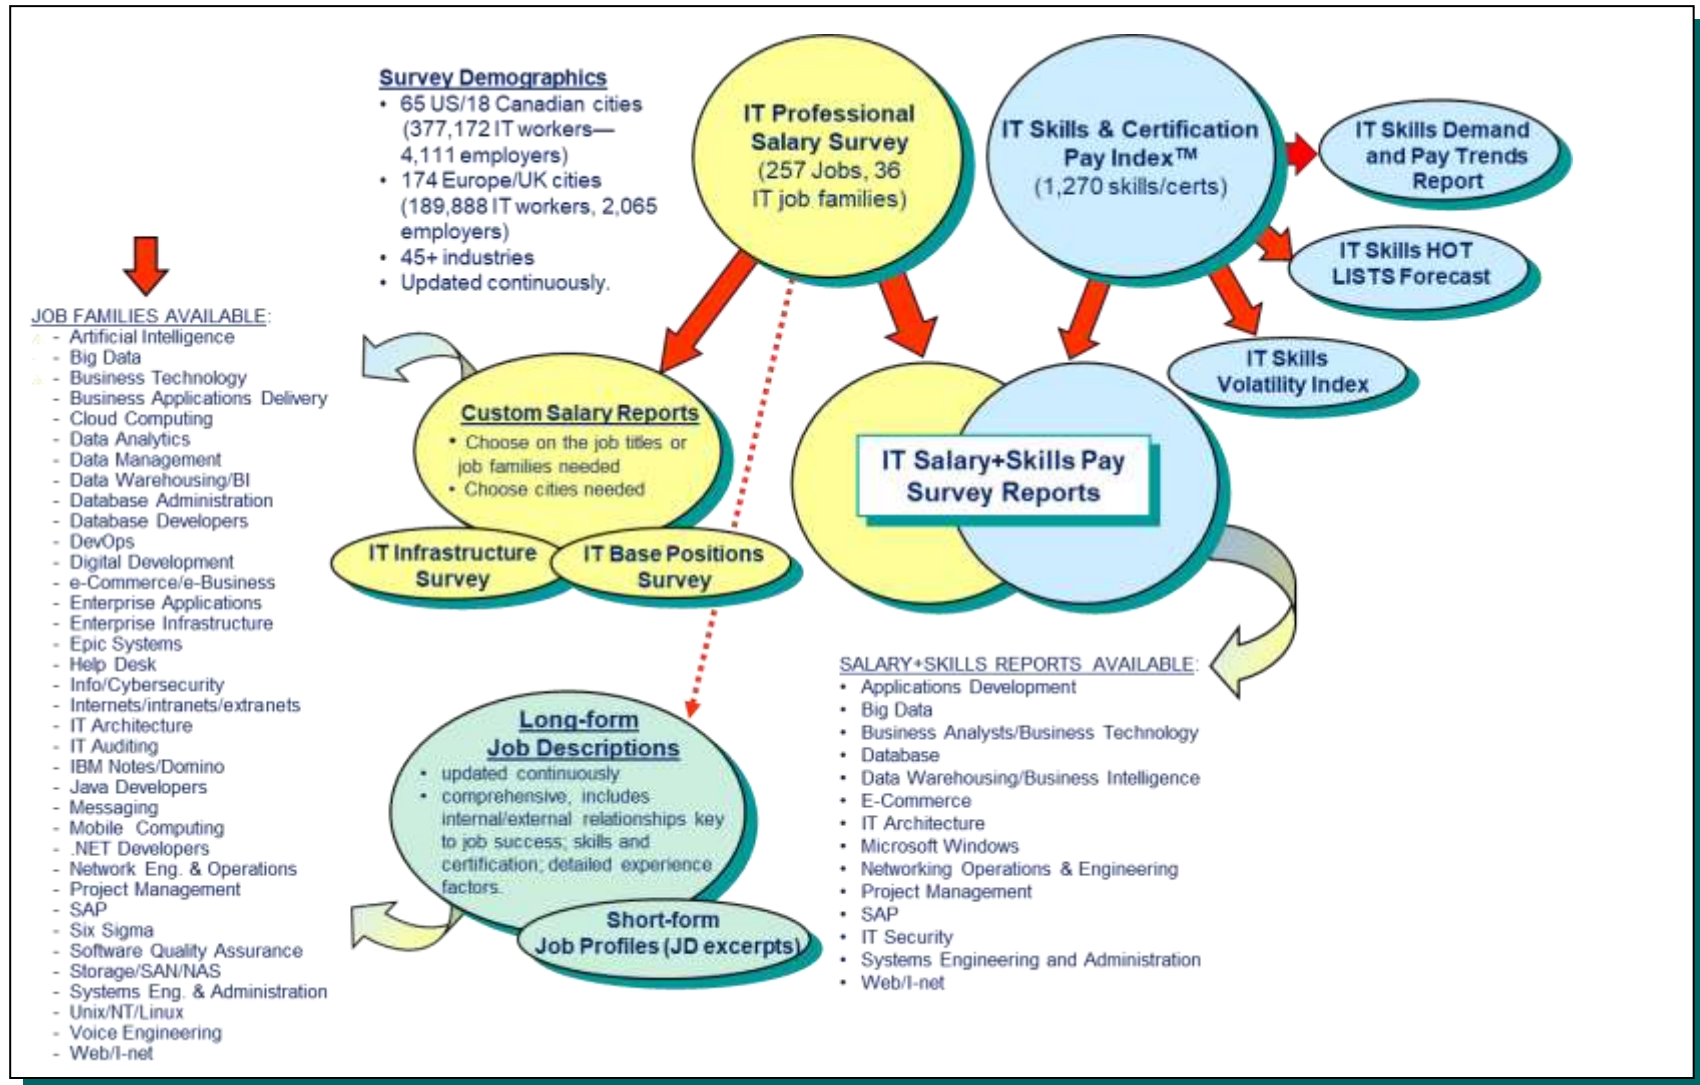 Survey Demographics
• 65 US/18 Canadian cities
(377,172 IT workers—
4,111 employers)
• 174 Europe/UK cities
(189,888 IT workers, 2,065
employers)
• 45+ industries
• Updated continuously.
IT Professional
Salary Survey
(257 Jobs, 36
IT job families)
IT Skills & Certification
Pay Index™
(1,270 skills/certs)
IT Skills Demand
and Pay Trends
Report
IT Skills HOT
LISTS Forecast
IT Skills
Volatility Index
JOB FAMILIES AVAILABLE:
- Artificial Intelligence
- Big Data
- Business Technology
- Business Applications Delivery
- Cloud Computing
- Data Analytics
- Data Management
- Data Warehousing/BI
- Database Administration
- Database Developers
- DevOps
- Digital Development
- e-Commerce/e-Business
- Enterprise Applications
- Enterprise Infrastructure
- Epic Systems
- Help Desk
- Info/Cybersecurity
- Internets/intranets/extranets
- IT Architecture
- IT Auditing
- IBM Notes/Domino
- Java Developers
- Messaging
- Mobile Computing
- .NET Developers
- Network Eng. & Operations
- Project Management
- SAP
- Six Sigma
- Software Quality Assurance
- Storage/SAN/NAS
- Systems Eng. & Administration
- Unix/NT/Linux
- Voice Engineering
- Web/I-net
Custom Salary Reports
• Choose on the job titles or
job families needed
• Choose cities needed
IT Infrastructure
Survey
IT Base Positions
Survey
IT Salary+Skills Pay
Survey Reports
Long-form
Job Descriptions
• updated continuously
• comprehensive, includes
internal/external relationships key
to job success; skills and
certification; detailed experience
factors.
Short-form
Job Profiles (JD excerpts)
SALARY+SKILLS REPORTS AVAILABLE:
• Applications Development
• Big Data
• Business Analysts/Business Technology
• Database
• Data Warehousing/Business Intelligence
• E-Commerce
• IT Architecture
• Microsoft Windows
• Networking Operations & Engineering
• Project Management
• SAP
• IT Security
• Systems Engineering and Administration
• Web/I-net